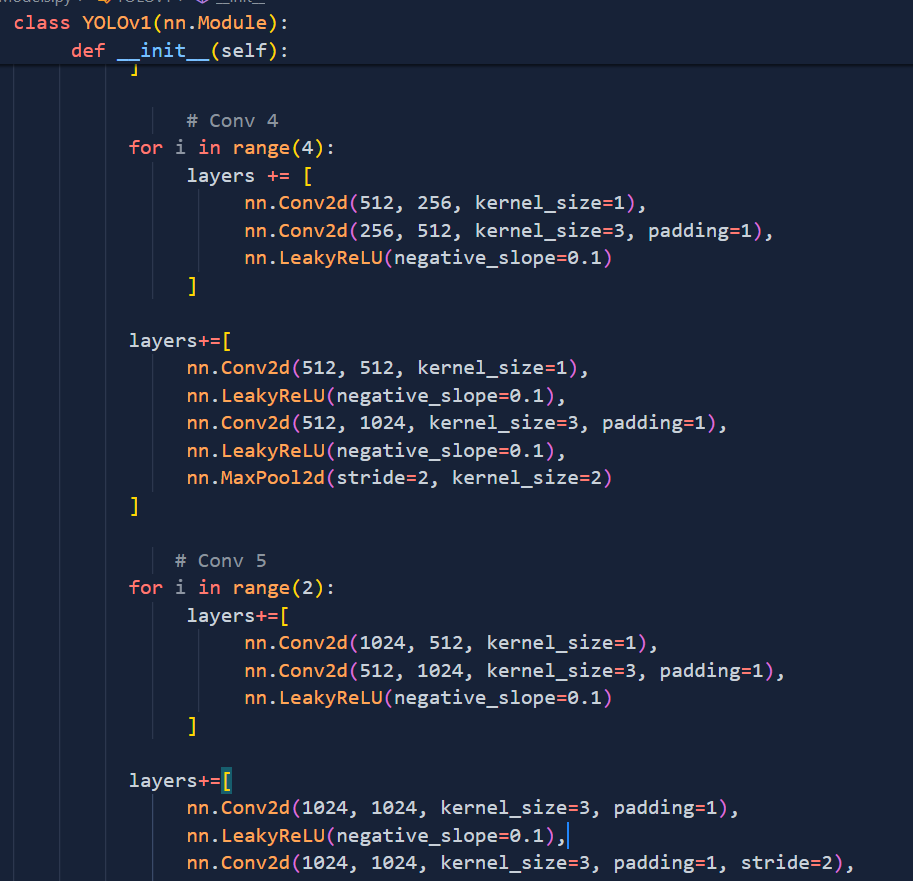 class YOLOv1(nn.Module):
    def __init__(self):
        ]
            # Conv 4
        for i in range(4):
            layers += [
                nn.Conv2d(512, 256, kernel_size=1),
                nn.Conv2d(256, 512, kernel_size=3, padding=1),
                nn.LeakyReLU(negative_slope=0.1)
            ]
        layers+=[
            nn.Conv2d(512, 512, kernel_size=1),
            nn.LeakyReLU(negative_slope=0.1),
            nn.Conv2d(512, 1024, kernel_size=3, padding=1),
            nn.LeakyReLU(negative_slope=0.1),
            nn.MaxPool2d(stride=2, kernel_size=2)
        ]
            # Conv 5
        for i in range(2):
            layers+=[
                nn.Conv2d(1024, 512, kernel_size=1),
                nn.Conv2d(512, 1024, kernel_size=3, padding=1),
                nn.LeakyReLU(negative_slope=0.1)
            ]
        layers+=[
            nn.Conv2d(1024, 1024, kernel_size=3, padding=1),
            nn.LeakyReLU(negative_slope=0.1),
            nn.Conv2d(1024, 1024, kernel_size=3, padding=1, stride=2),